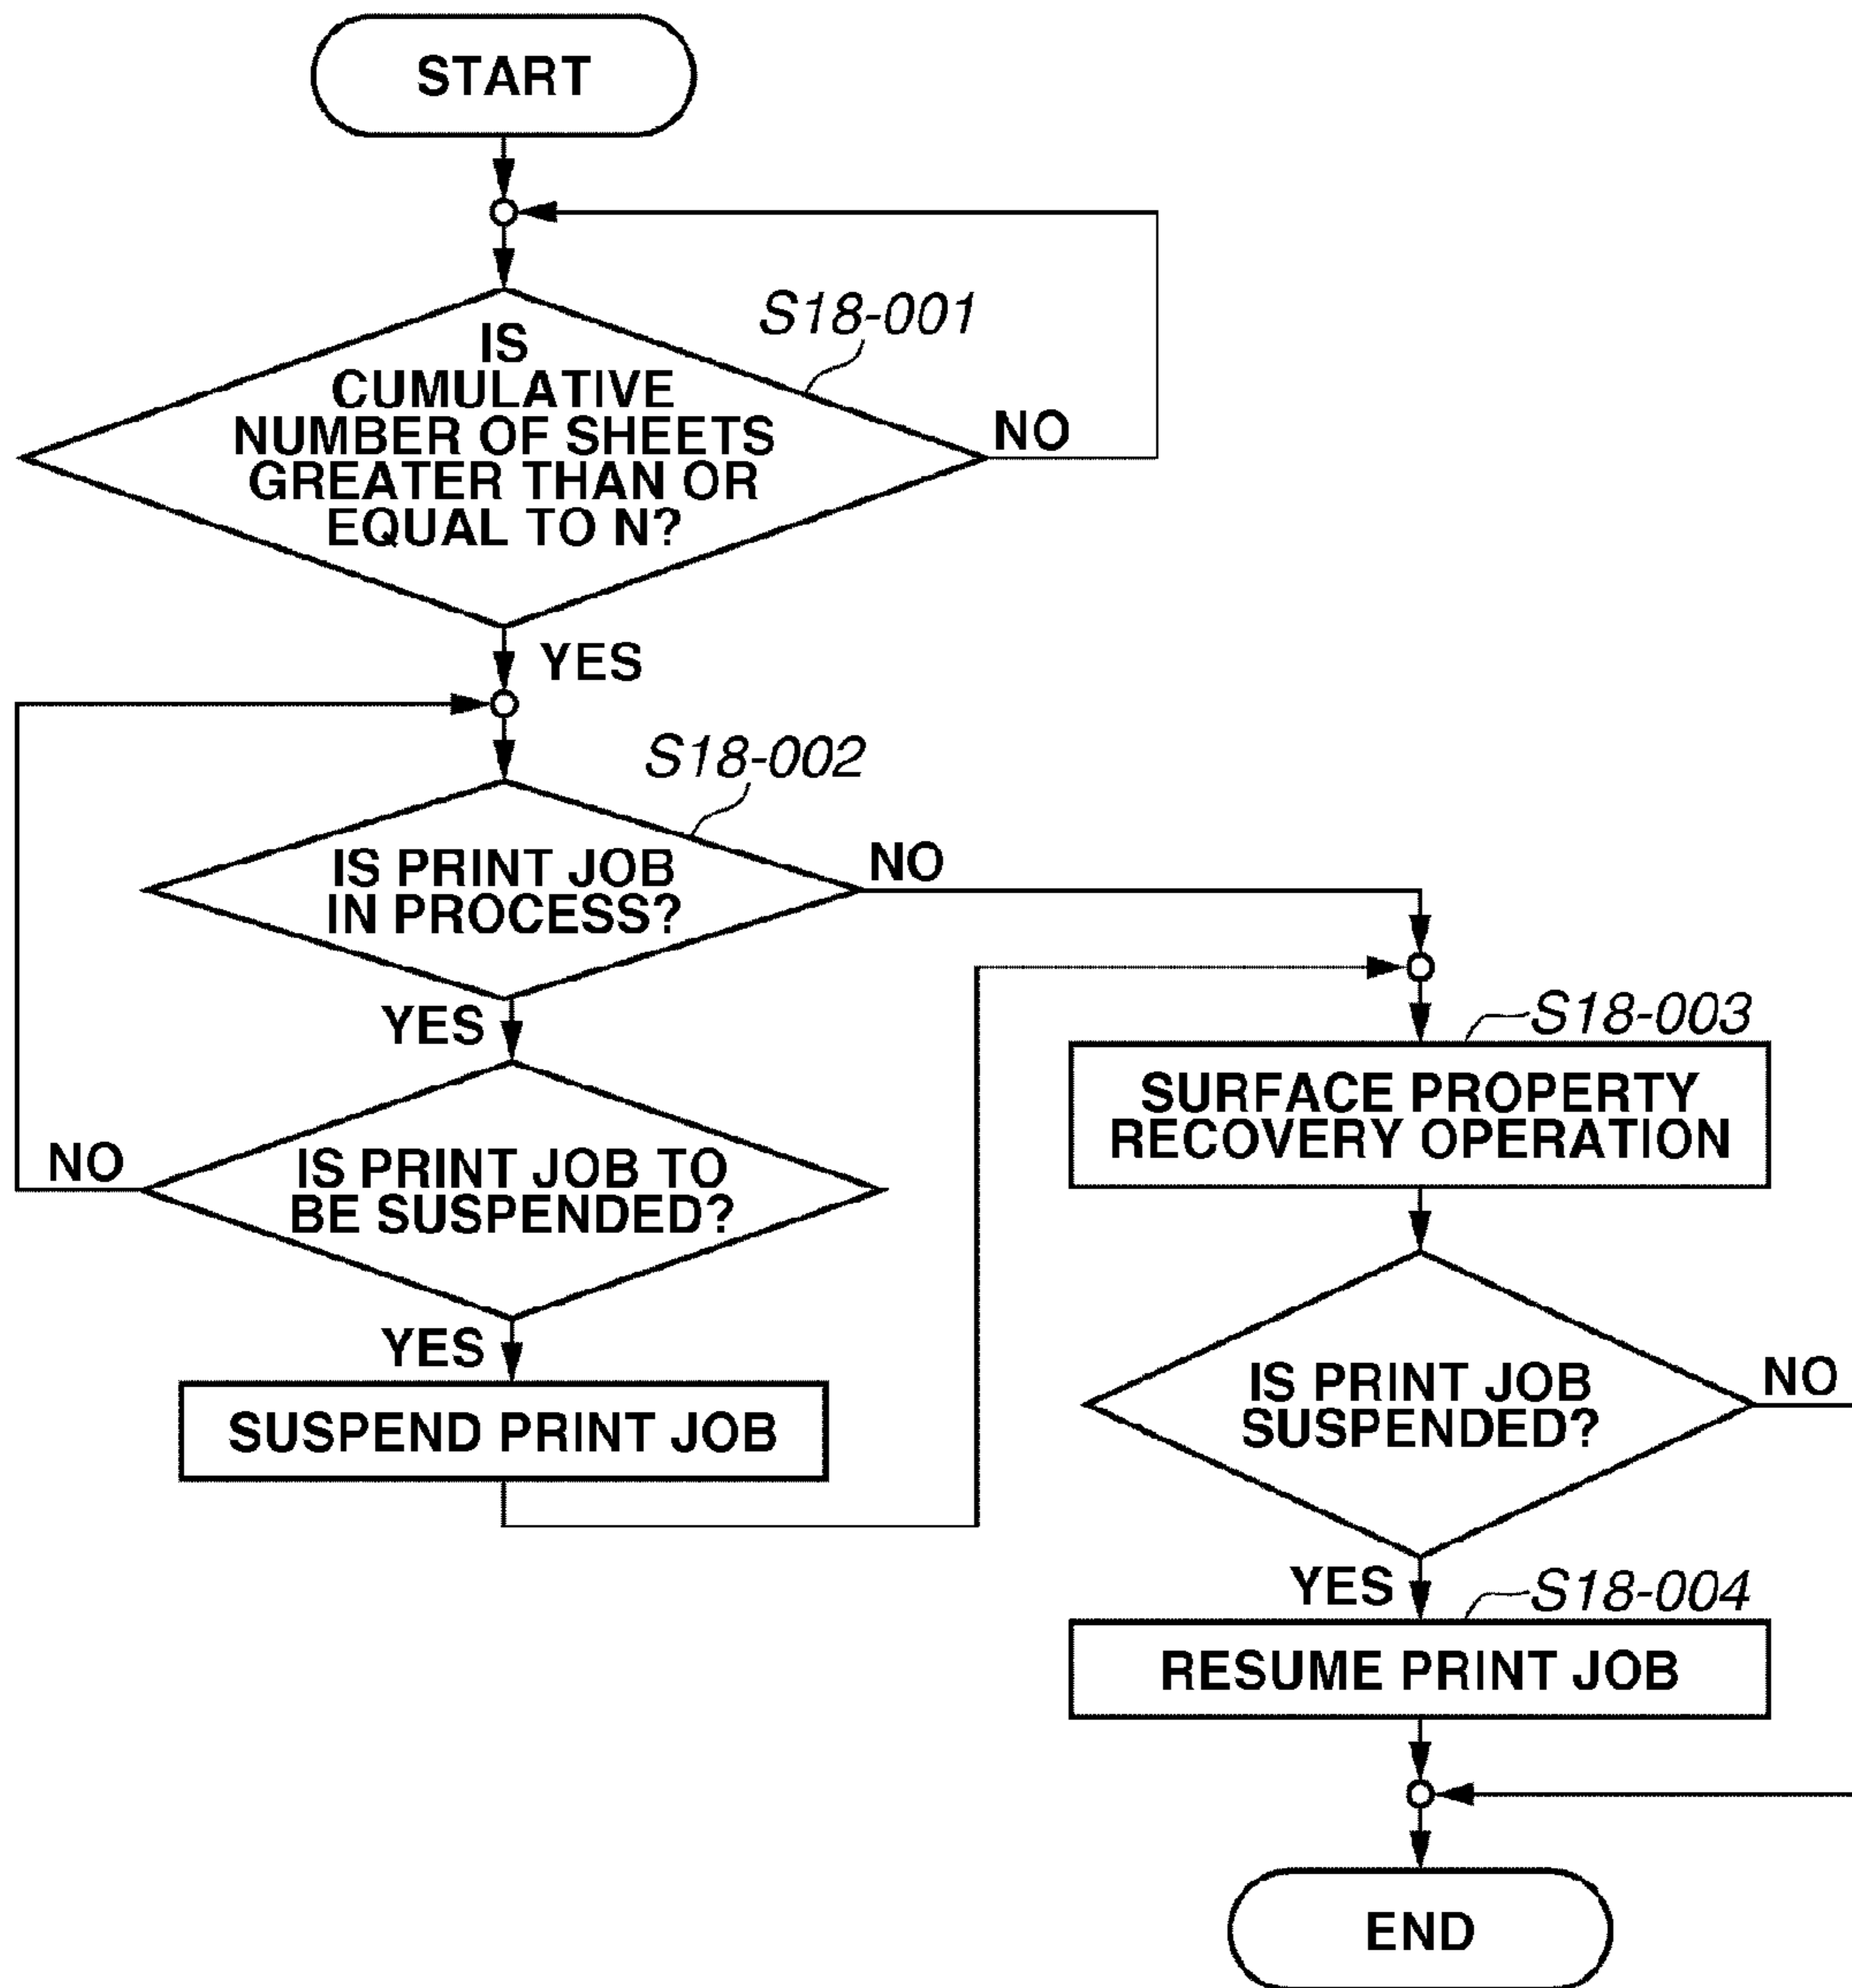 START
S18-001
IS
CUMULATIVE
NUMBER OF SHEETS
GREATER THAN OR
EQUAL TO N?
NO
YES
S18-002
IS PRINT JOB
IN PROCESS?
NO
YES
IS PRINT JOB TO
BE SUSPENDED?
NO
YES
SUSPEND PRINT JOB
S18-003
SURFACE PROPERTY
RECOVERY OPERATION
IS PRINT JOB
SUSPENDED?
NO
YES
S18-004
RESUME PRINT JOB
END